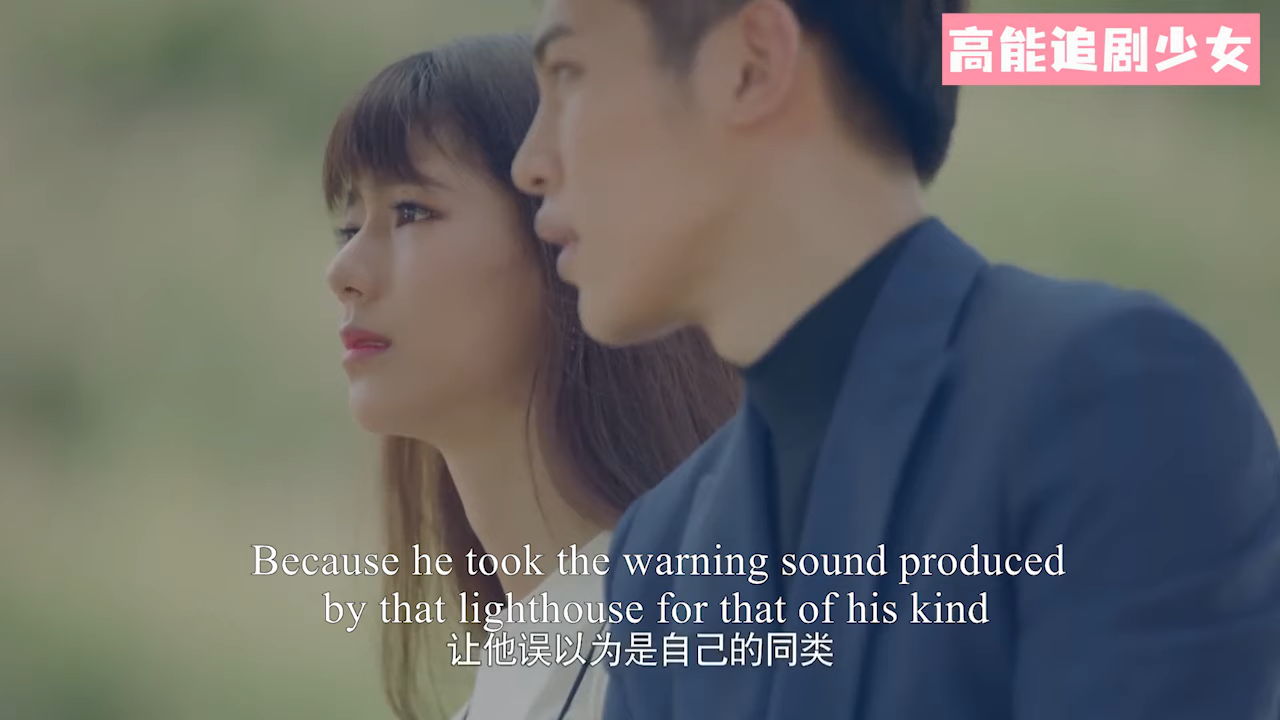 高能追剧少女
Because he took the warning sound produced
by that lighthouse for that of his kind
让他误以为是自己的同类